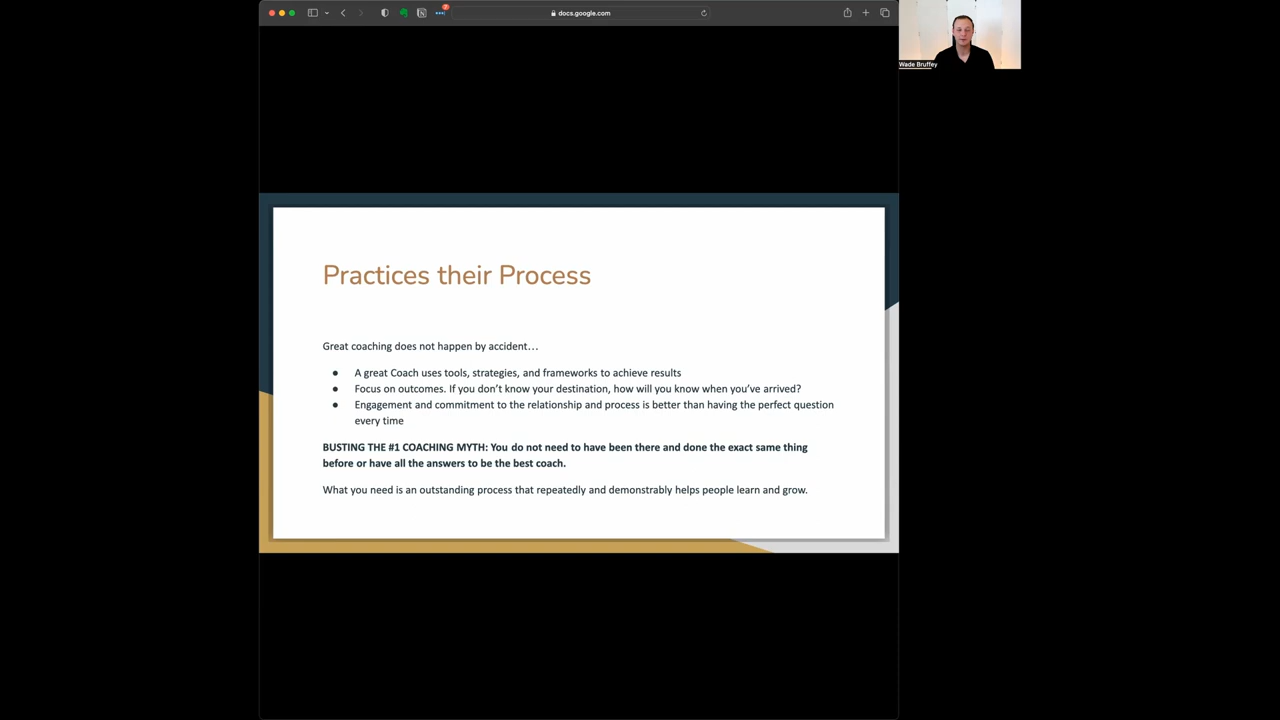 docs.google.com
Wade Bruffey
Practices their Process
Great coaching does not happen by accident…
● A great Coach uses tools, strategies, and frameworks to achieve results
● Focus on outcomes. If you don’t know your destination, how will you know when you’ve arrived?
● Engagement and commitment to the relationship and process is better than having the perfect question
every time
BUSTING THE #1 COACHING MYTH: You do not need to have been there and done the exact same thing
before or have all the answers to be the best coach.
What you need is an outstanding process that repeatedly and demonstrably helps people learn and grow.